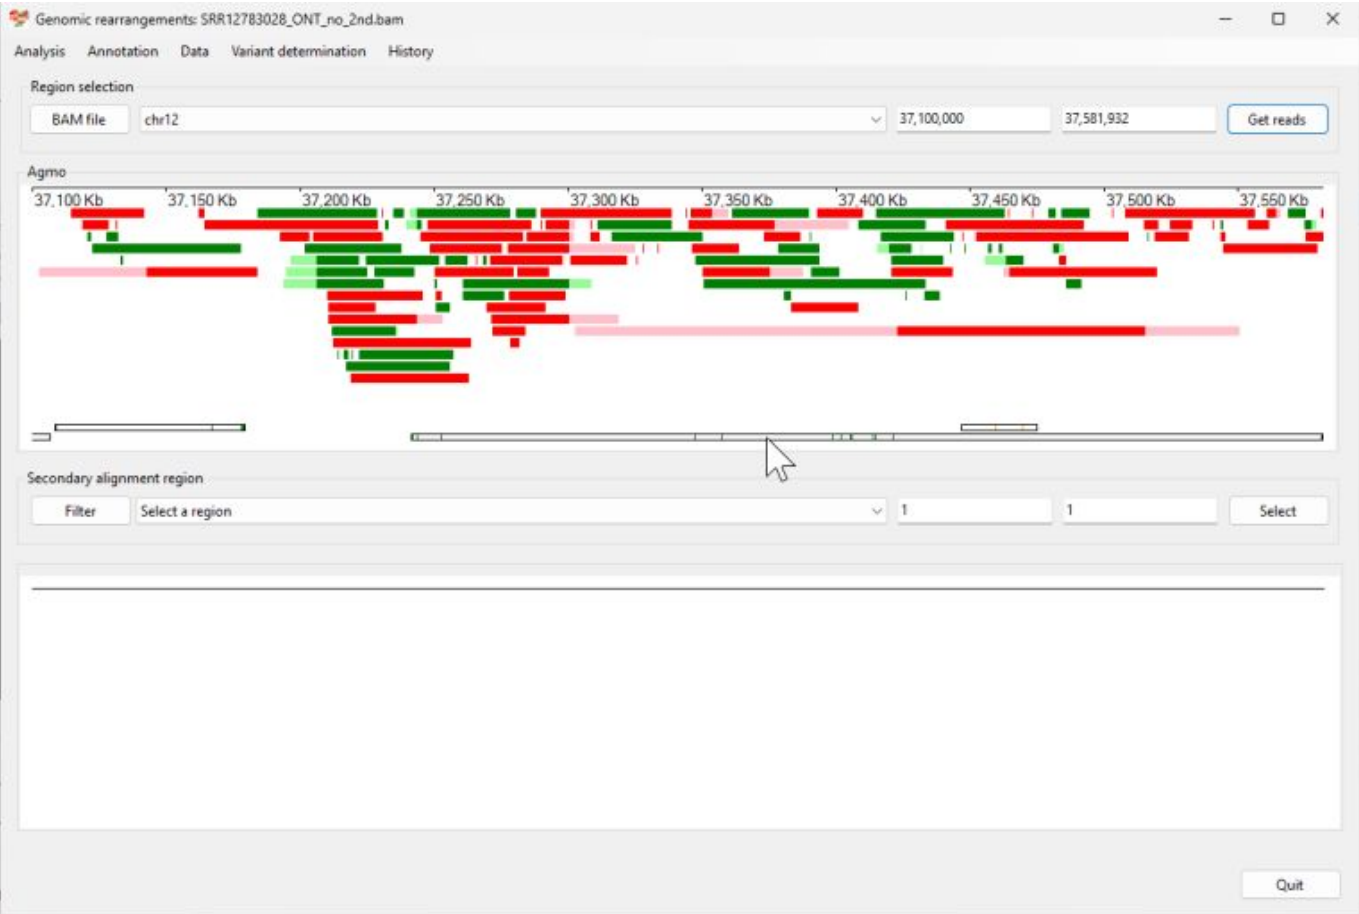 Genomic rearrangements: SRR12783028_ONT_no_2nd.bam
Analysis Annotation Data Variant determination History
Region selection
BAM file chr12 37,100,000 37,581,932 Get reads
Agmo
37,100 Kb 37,150 Kb 37,200 Kb 37,250 Kb 37,300 Kb 37,350 Kb 37,400 Kb 37,450 Kb 37,500 Kb 37,550 Kb
Secondary alignment region
Filter Select a region 1 1 Select
Quit